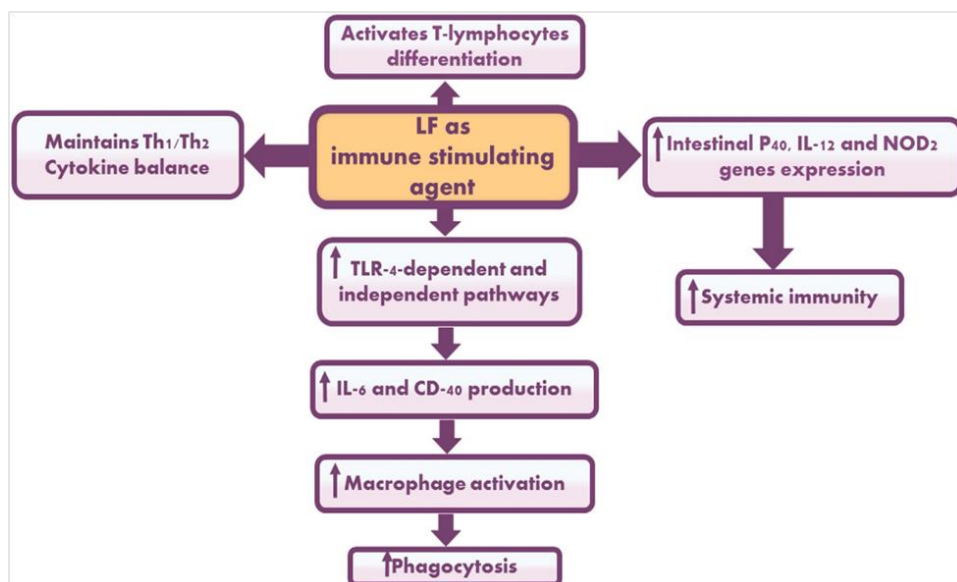 Activates T-lymphocytes
differentiation
Maintains Th₁/Th₂
Cytokine balance
LF as
immune stimulating
agent
↑ Intestinal P₄₀, IL-12 and NOD₂
genes expression
↑ TLR-4-dependent and
independent pathways
↑ Systemic immunity
↑ IL-6 and CD-40 production
↑ Macrophage activation
↑ Phagocytosis